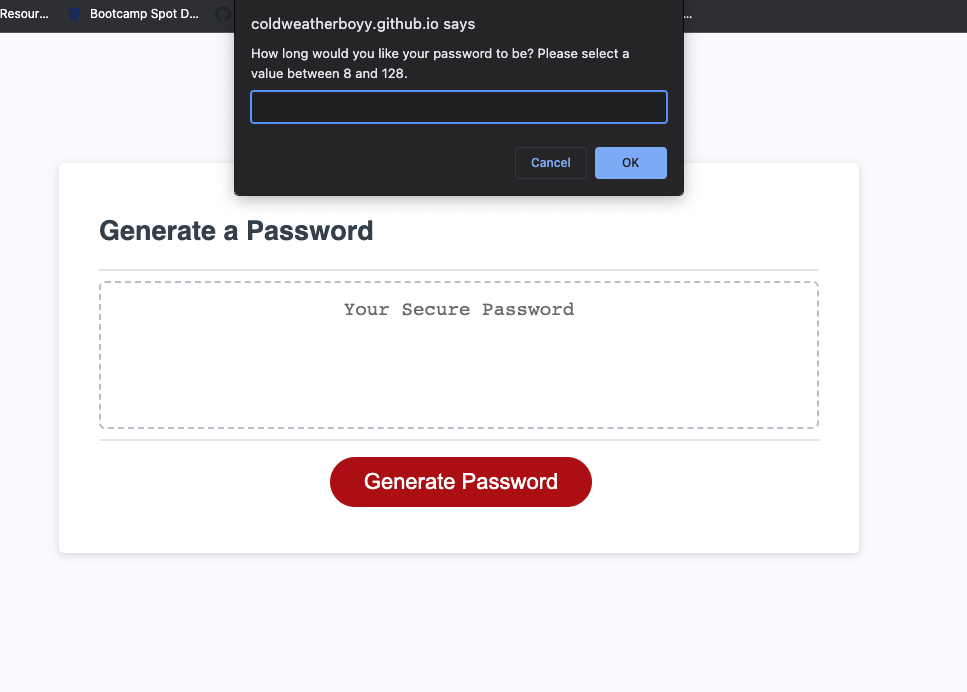 Resour... Bootcamp Spot D... ...
coldweatherboyy.github.io says
How long would you like your password to be? Please select a
value between 8 and 128.
Cancel OK
Generate a Password
Your Secure Password
Generate Password